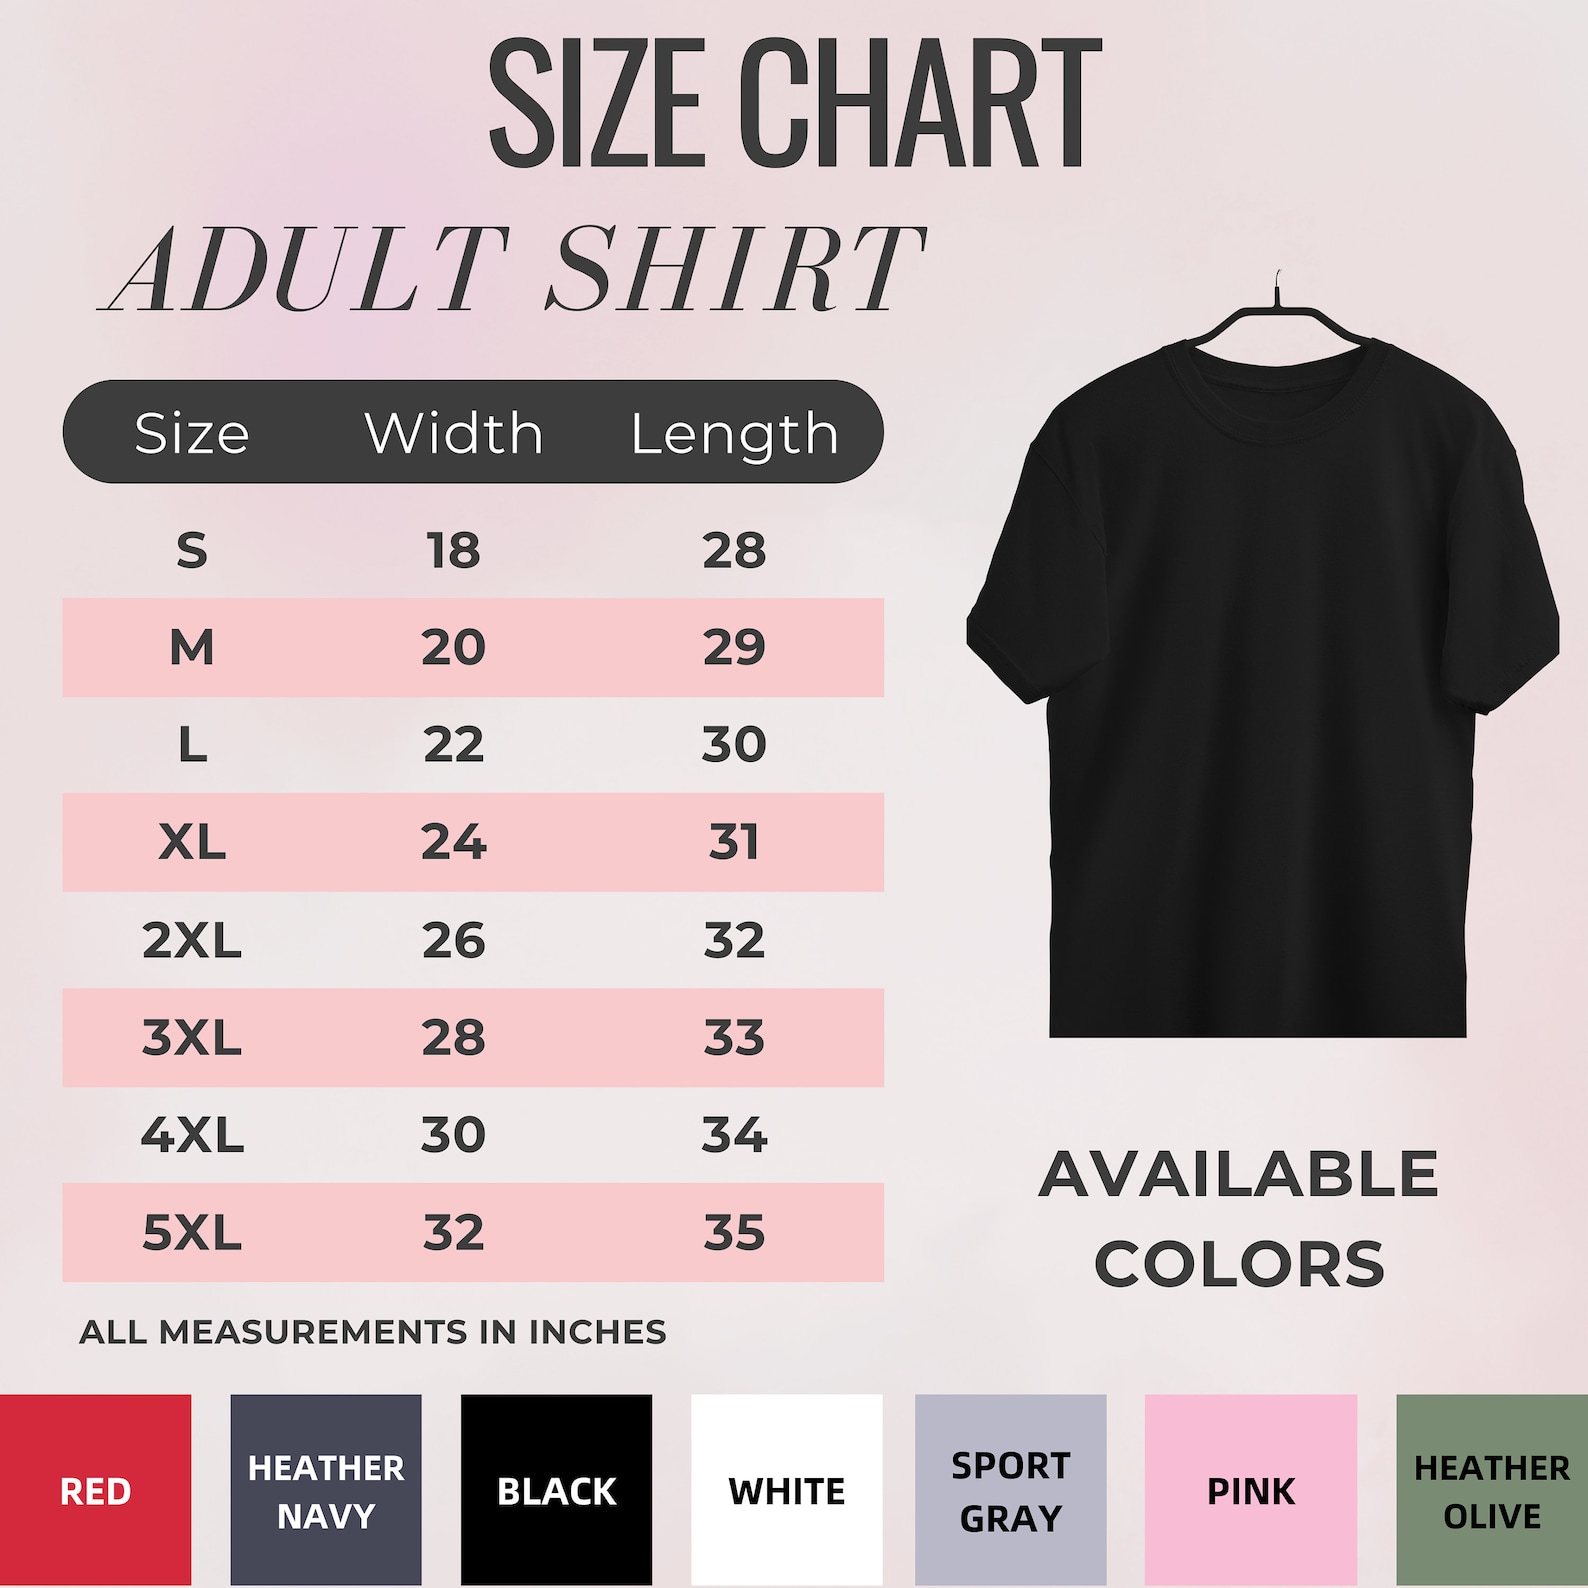 SIZE CHART
ADULT SHIRT
Size Width Length
S 18 28
M 20 29
L 22 30
XL 24 31
2XL 26 32
3XL 28 33
4XL 30 34
5XL 32 35
ALL MEASUREMENTS IN INCHES
AVAILABLE
COLORS
RED
HEATHER
NAVY
BLACK
WHITE
SPORT
GRAY
PINK
HEATHER
OLIVE